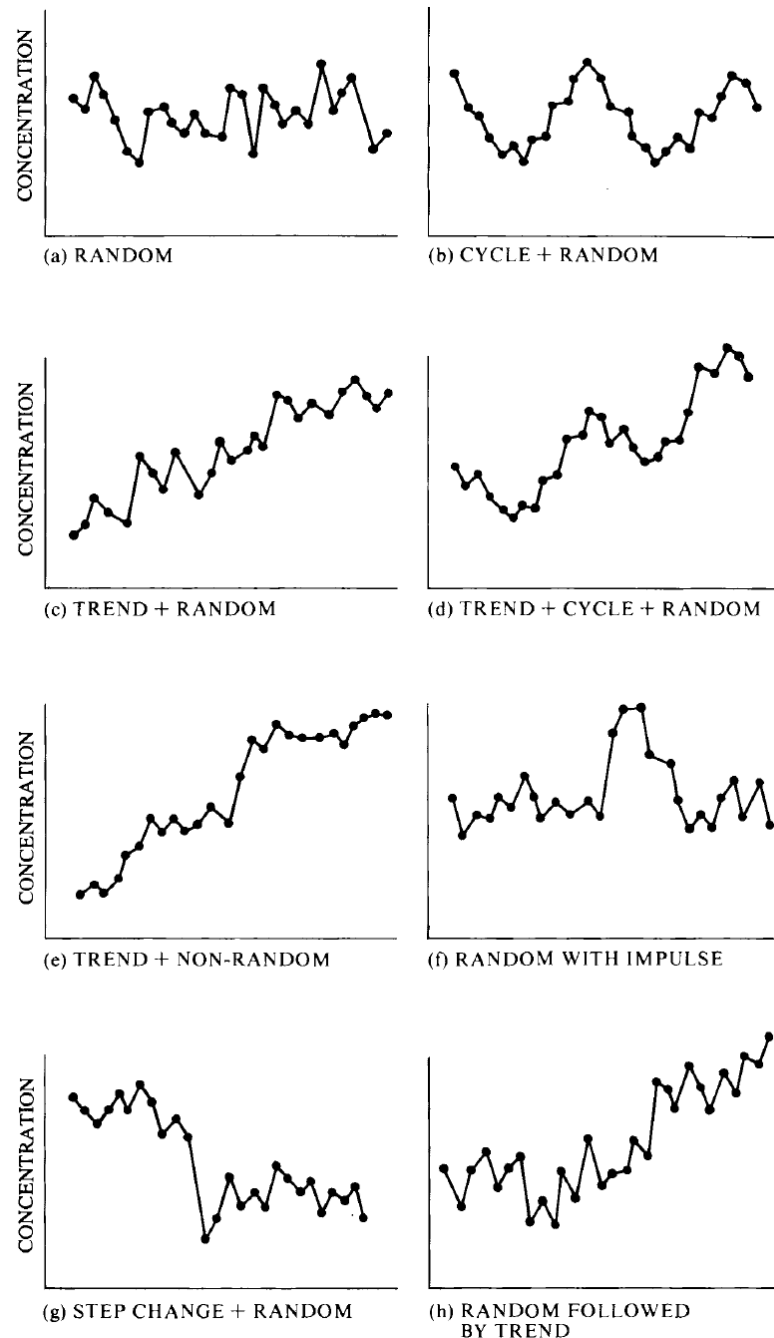 CONCENTRATION
(a) RANDOM
(b) CYCLE + RANDOM
CONCENTRATION
(c) TREND + RANDOM
(d) TREND + CYCLE + RANDOM
CONCENTRATION
(e) TREND + NON-RANDOM
(f) RANDOM WITH IMPULSE
CONCENTRATION
(g) STEP CHANGE + RANDOM
(h) RANDOM FOLLOWED
BY TREND